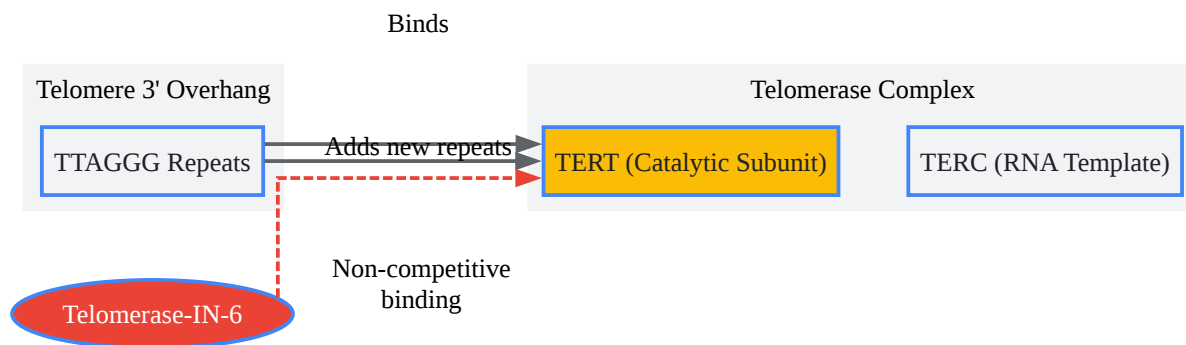 Binds
Telomere 3' Overhang
Telomerase Complex
TTAGGG Repeats
Adds new repeats
TERT (Catalytic Subunit)
TERC (RNA Template)
Non-competitive
binding
Telomerase-IN-6